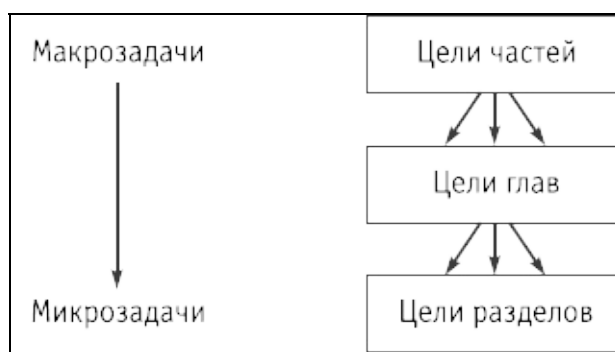 Макрозадачи
Цели частей
Цели глав
Микрозадачи
Цели разделов